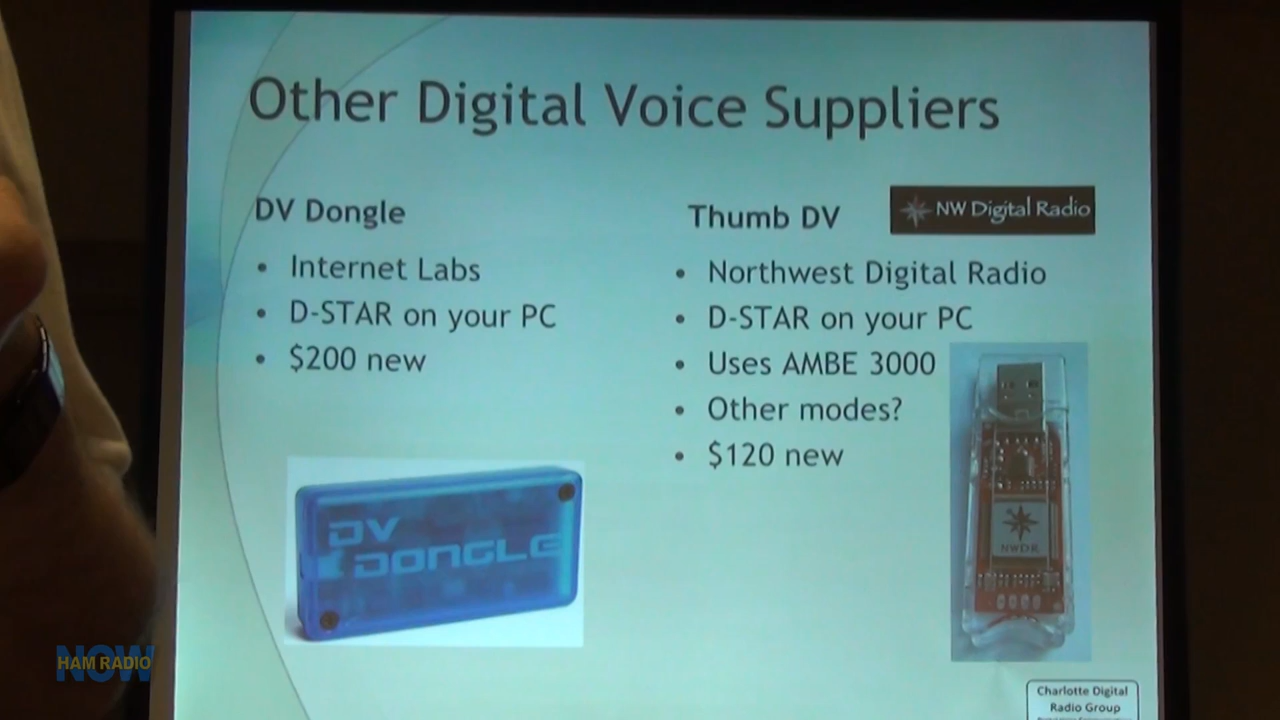 Other Digital Voice Suppliers
DV Dongle
• Internet Labs
• D-STAR on your PC
• $200 new
DV
DONGLE
Thumb DV
NW Digital Radio
• Northwest Digital Radio
• D-STAR on your PC
• Uses AMBE 3000
• Other modes?
• $120 new
NWDR
Charlotte Digital
Radio Group
NOW
HAM RADIO